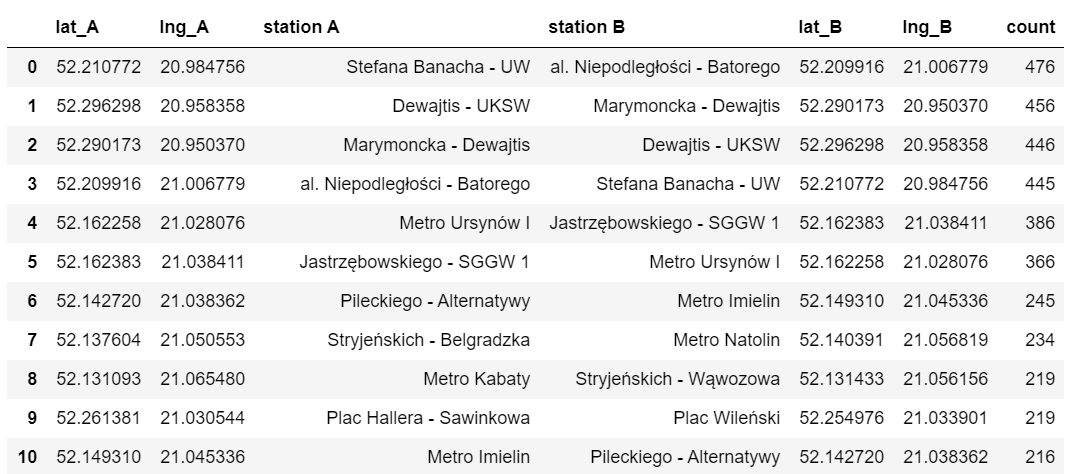 lat_A lng_A station A station B lat_B lng_B count
0 52.210772 20.984756 Stefana Banacha - UW al. Niepodległości - Batorego 52.209916 21.006779 476
1 52.296298 20.958358 Dewajtis - UKSW Marymoncka - Dewajtis 52.290173 20.950370 456
2 52.290173 20.950370 Marymoncka - Dewajtis Dewajtis - UKSW 52.296298 20.958358 446
3 52.209916 21.006779 al. Niepodległości - Batorego Stefana Banacha - UW 52.210772 20.984756 445
4 52.162258 21.028076 Metro Ursynów I Jastrzębowskiego - SGGW 1 52.162383 21.038411 386
5 52.162383 21.038411 Jastrzębowskiego - SGGW 1 Metro Ursynów I 52.162258 21.028076 366
6 52.142720 21.038362 Pileckiego - Alternatywy Metro Imielin 52.149310 21.045336 245
7 52.137604 21.050553 Stryjeńskich - Belgradzka Metro Natolin 52.140391 21.056819 234
8 52.131093 21.065480 Metro Kabaty Stryjeńskich - Wąwozowa 52.131433 21.056156 219
9 52.261381 21.030544 Plac Hallera - Sawinkowa Plac Wileński 52.254976 21.033901 219
10 52.149310 21.045336 Metro Imielin Pileckiego - Alternatywy 52.142720 21.038362 216